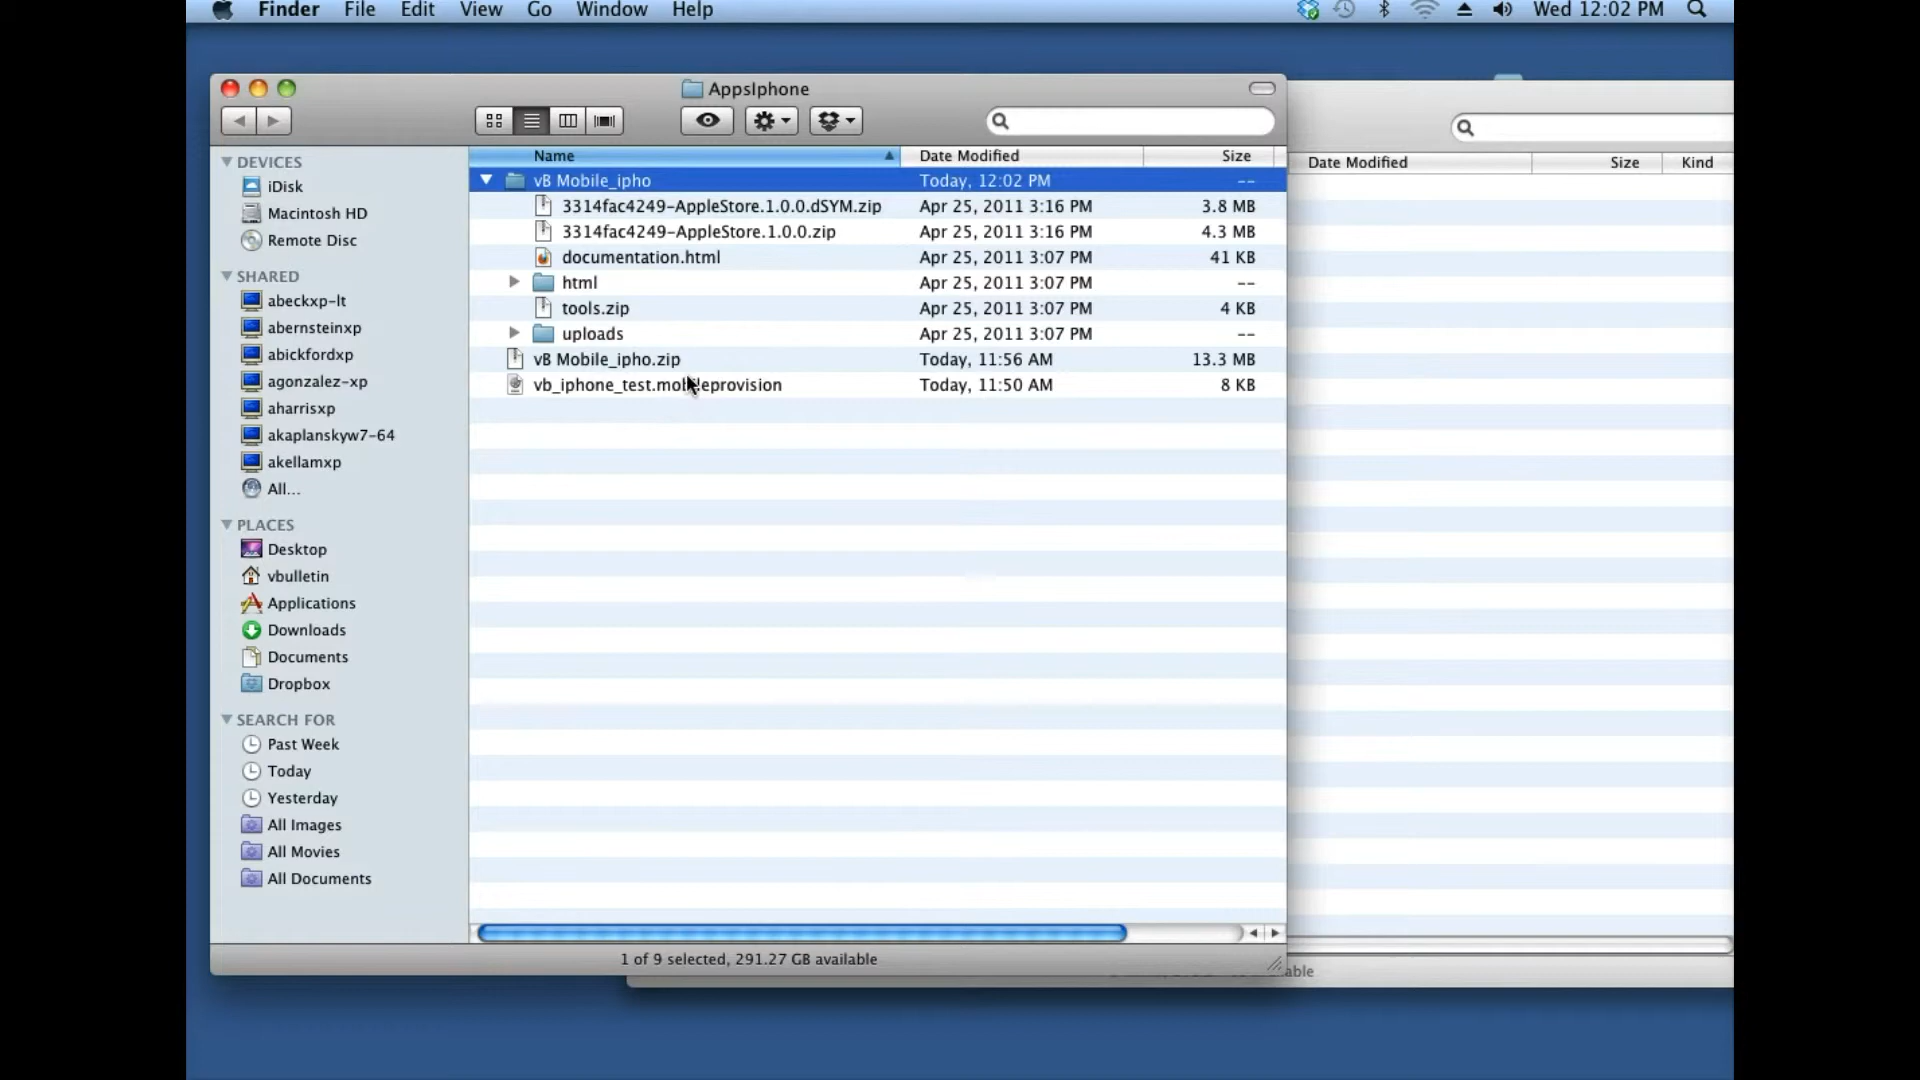 Finder File Edit View Go Window Help Wed 12:02 PM
AppsIphone
Name Date Modified Size
Date Modified Size Kind
DEVICES
iDisk
Macintosh HD
Remote Disc
SHARED
abeckxp-lt
abernsteinxp
abickfordxp
agonzalez-xp
aharrisxp
akaplanskyw7-64
akellamxp
All...
PLACES
Desktop
vbulletin
Applications
Downloads
Documents
Dropbox
SEARCH FOR
Past Week
Today
Yesterday
All Images
All Movies
All Documents
vB Mobile_ipho Today, 12:02 PM --
3314fac4249-AppleStore.1.0.0.dSYM.zip Apr 25, 2011 3:16 PM 3.8 MB
3314fac4249-AppleStore.1.0.0.zip Apr 25, 2011 3:16 PM 4.3 MB
documentation.html Apr 25, 2011 3:07 PM 41 KB
html Apr 25, 2011 3:07 PM --
tools.zip Apr 25, 2011 3:07 PM 4 KB
uploads Apr 25, 2011 3:07 PM --
vB Mobile_ipho.zip Today, 11:56 AM 13.3 MB
vb_iphone_test.mobileprovision Today, 11:50 AM 8 KB
1 of 9 selected, 291.27 GB available